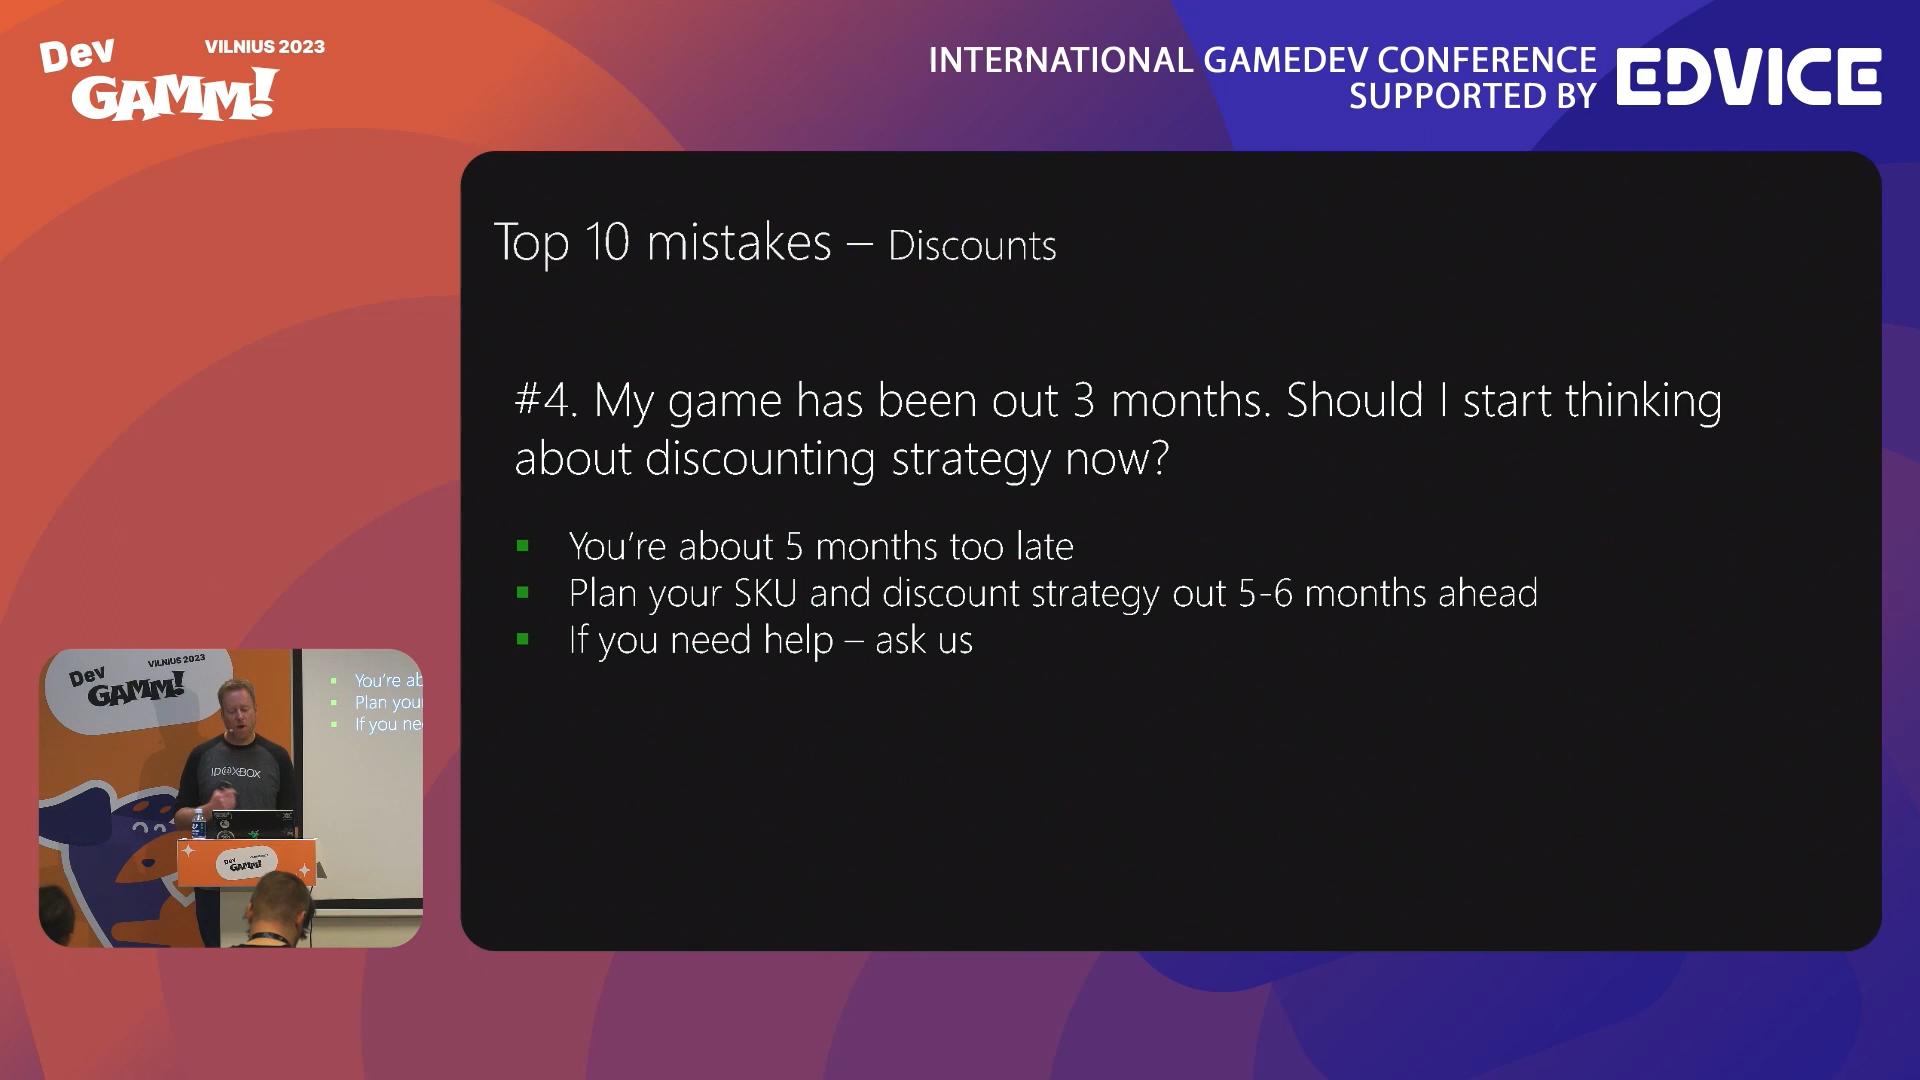 Dev
GAMM!
VILNIUS 2023
INTERNATIONAL GAMEDEV CONFERENCE
SUPPORTED BY
EDVICE
Top 10 mistakes – Discounts
#4. My game has been out 3 months. Should I start thinking
about discounting strategy now?
You're about 5 months too late
Plan your SKU and discount strategy out 5-6 months ahead
If you need help – ask us
Dev
GAMM!
VILNIUS 2023
You're ab
Plan your
If you ne
ID@XBOX
Dev
GAMM!